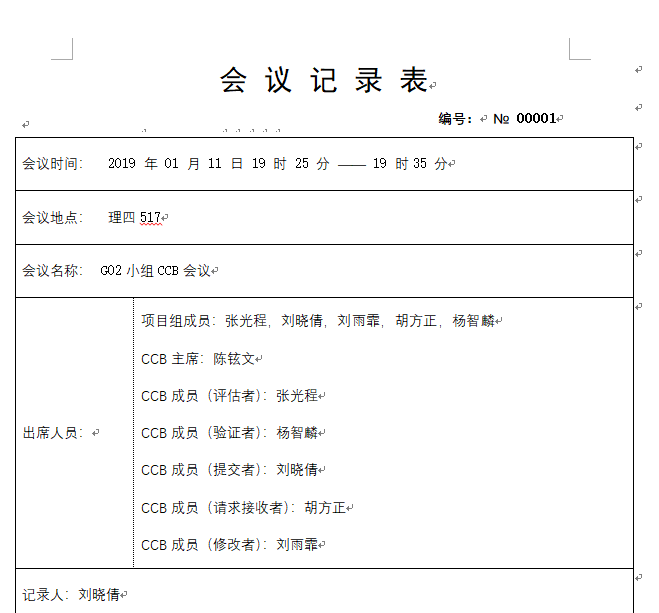 会 议 记 录 表
编号： № 00001
会议时间： 2019 年 01 月 11 日 19 时 25 分 —— 19 时35 分
会议地点： 理四 517
会议名称： G02 小组 CCB 会议
出席人员：
项目组成员：张光程，刘晓倩，刘雨霏，胡方正，杨智麟
CCB 主席：陈铉文
CCB 成员（评估者）：张光程
CCB 成员（验证者）：杨智麟
CCB 成员（提交者）：刘晓倩
CCB 成员（请求接收者）：胡方正
CCB 成员（修改者）：刘雨霏
记录人：刘晓倩